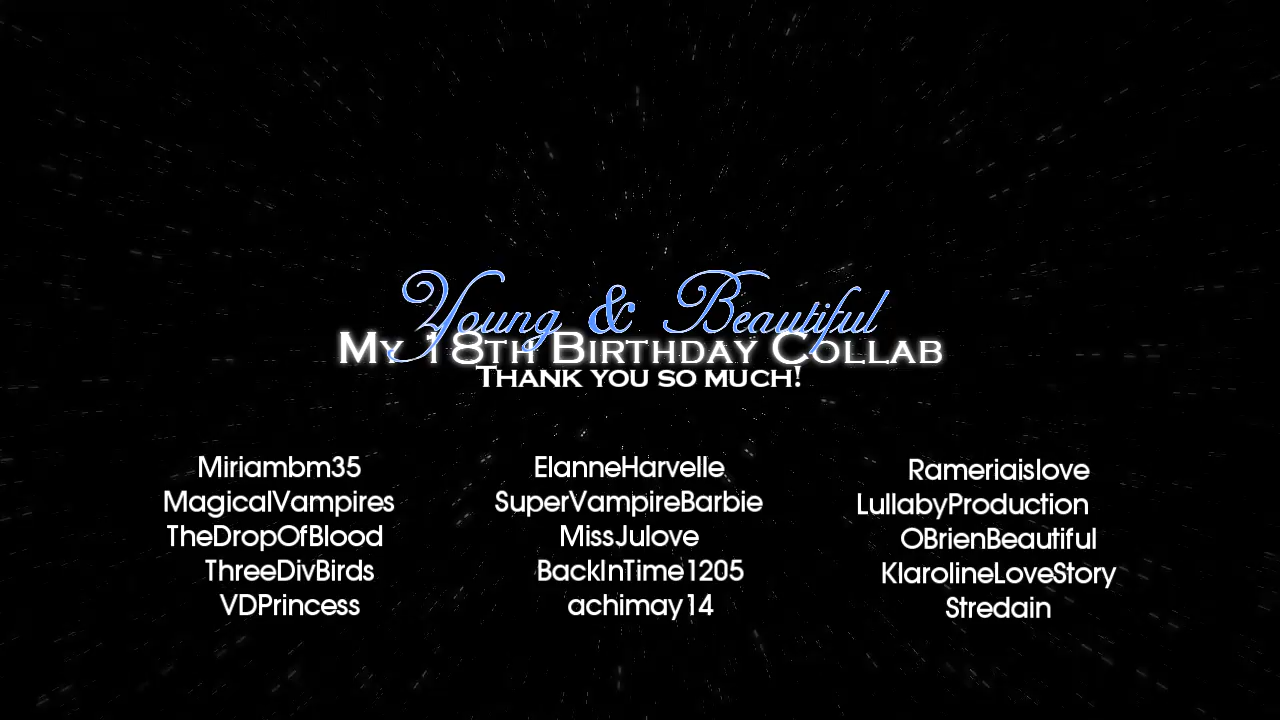 Young & Beautiful
My 18th Birthday Collab
Thank you so much!
Miriambm35
MagicalVampires
TheDropOfBlood
ThreeDivBirds
VDPrincess
ElanneHarvelle
SuperVampireBarbie
MissJulove
BackInTime1205
achimay14
Rameriaislove
LullabyProduction
OBrienBeautiful
KlarolineLoveStory
Stredain